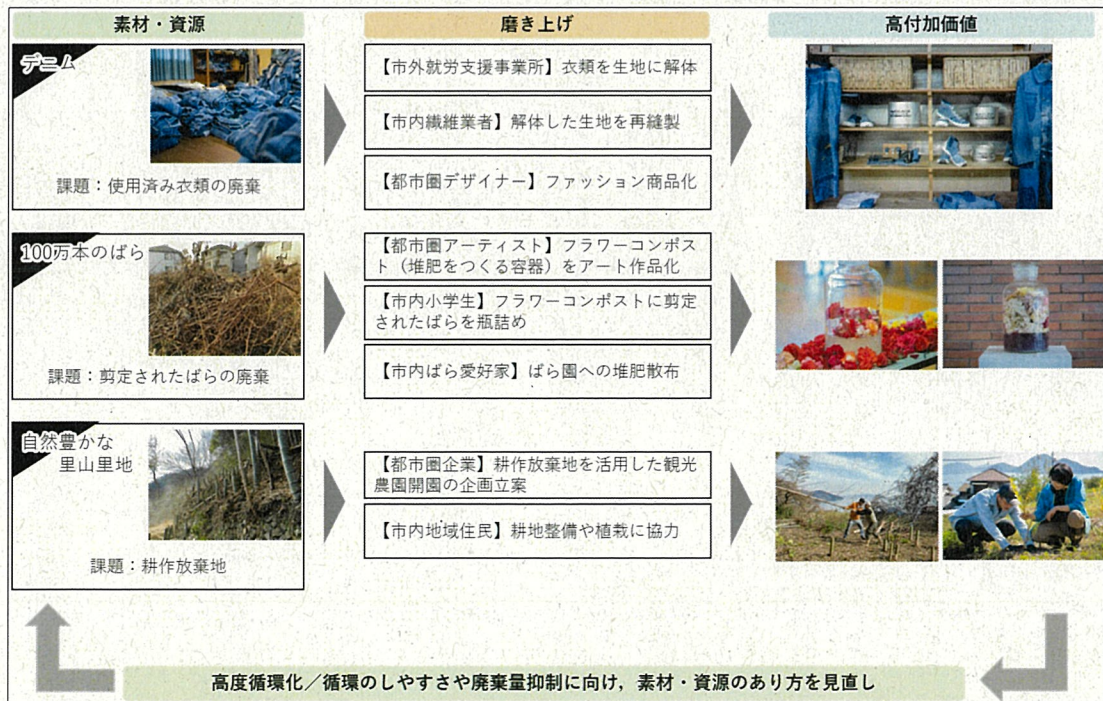 素材・資源
磨き上げ
高付加価値
デニム
課題：使用済み衣類の廃棄
【市外就労支援事業所】衣類を生地に解体
【市内繊維業者】解体した生地を再縫製
【都市圏デザイナー】ファッション商品化
100万本のばら
課題：剪定されたばらの廃棄
【都市圏アーティスト】フラワーコンポス
ト（堆肥をつくる容器）をアート作品化
【市内小学生】フラワーコンポストに剪定
されたばらを瓶詰め
【市内ばら愛好家】ばら園への堆肥散布
自然豊かな
里山里地
課題：耕作放棄地
【都市圏企業】耕作放棄地を活用した観光
農園開園の企画立案
【市内地域住民】耕地整備や植栽に協力
高度循環化／循環のしやすさや廃棄量抑制に向け，素材・資源のあり方を見直し